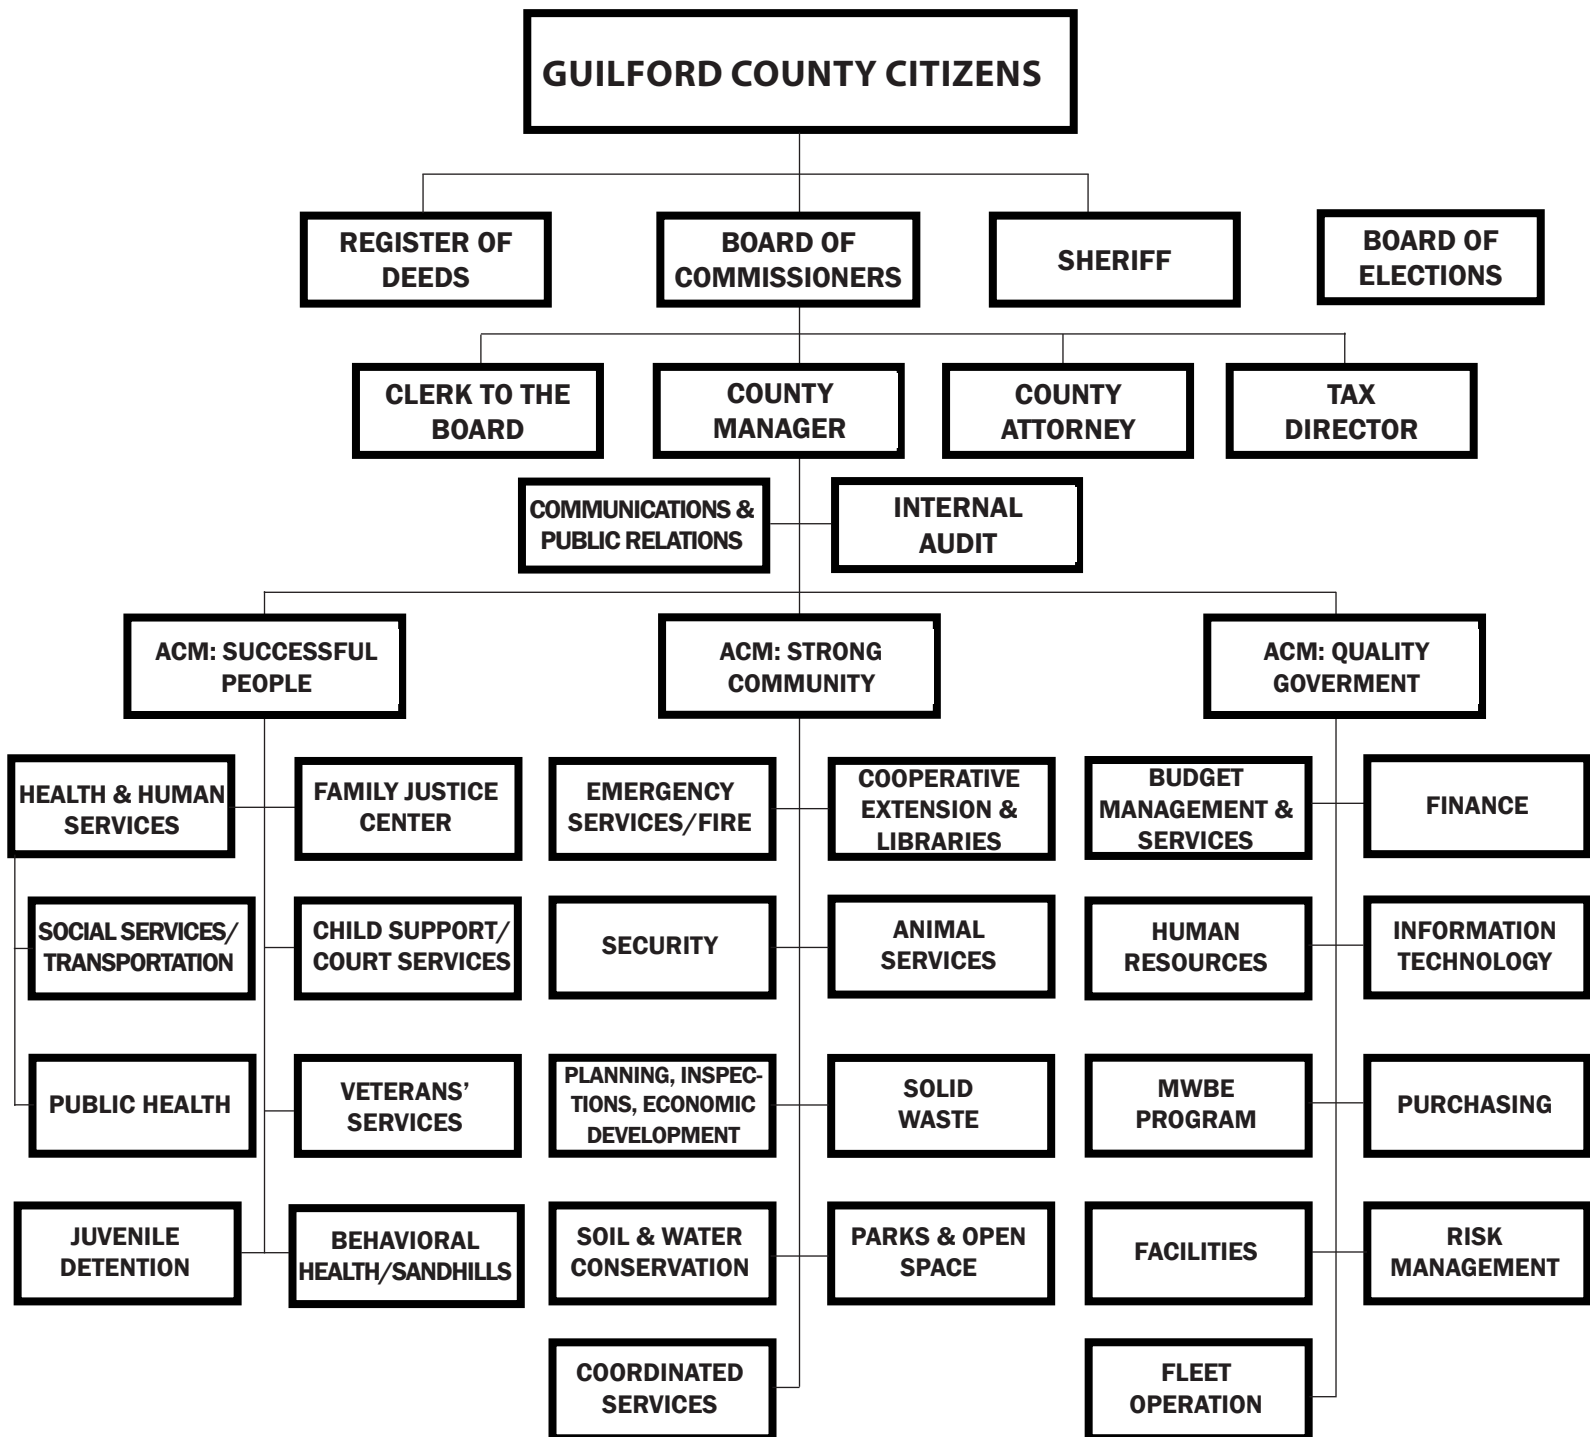 GUILFORD COUNTY CITIZENS
REGISTER OF
DEEDS
BOARD OF
COMMISSIONERS
SHERIFF
BOARD OF
ELECTIONS
CLERK TO THE
BOARD
COUNTY
MANAGER
COUNTY
ATTORNEY
TAX
DIRECTOR
COMMUNICATIONS &
PUBLIC RELATIONS
INTERNAL
AUDIT
ACM: SUCCESSFUL
PEOPLE
ACM: STRONG
COMMUNITY
ACM: QUALITY
GOVERMENT
HEALTH & HUMAN
SERVICES
FAMILY JUSTICE
CENTER
EMERGENCY
SERVICES/FIRE
COOPERATIVE
EXTENSION &
LIBRARIES
BUDGET
MANAGEMENT &
SERVICES
FINANCE
SOCIAL SERVICES/
TRANSPORTATION
CHILD SUPPORT/
COURT SERVICES
SECURITY
ANIMAL
SERVICES
HUMAN
RESOURCES
INFORMATION
TECHNOLOGY
PUBLIC HEALTH
VETERANS’
SERVICES
PLANNING, INSPEC-
TIONS, ECONOMIC
DEVELOPMENT
SOLID
WASTE
MWBE
PROGRAM
PURCHASING
JUVENILE
DETENTION
BEHAVIORAL
HEALTH/SANDHILLS
SOIL & WATER
CONSERVATION
PARKS & OPEN
SPACE
FACILITIES
RISK
MANAGEMENT
COORDINATED
SERVICES
FLEET
OPERATION